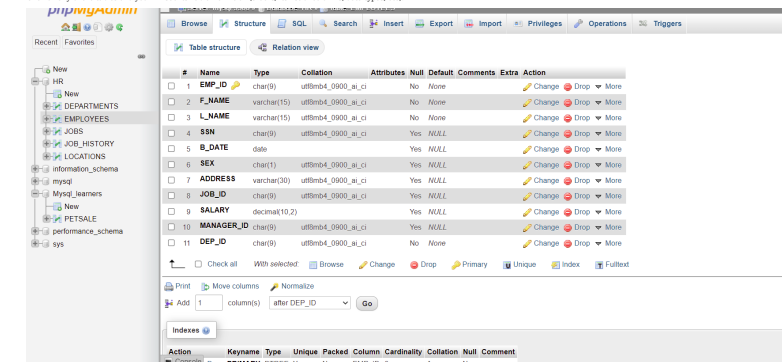 phpMyAdmin
Recent Favorites
New
HR
New
DEPARTMENTS
EMPLOYEES
JOBS
JOB_HISTORY
LOCATIONS
information_schema
mysql
Mysql_learners
New
PETSALE
performance_schema
sys
Browse Structure SQL Search Insert Export Import Privileges Operations Triggers
Table structure Relation view
# Name Type Collation Attributes Null Default Comments Extra Action
1 EMP_ID char(9) utf8mb4_0900_ai_ci No None Change Drop More
2 F_NAME varchar(15) utf8mb4_0900_ai_ci No None Change Drop More
3 L_NAME varchar(15) utf8mb4_0900_ai_ci No None Change Drop More
4 SSN char(9) utf8mb4_0900_ai_ci Yes NULL Change Drop More
5 B_DATE date Yes NULL Change Drop More
6 SEX char(1) utf8mb4_0900_ai_ci Yes NULL Change Drop More
7 ADDRESS varchar(30) utf8mb4_0900_ai_ci Yes NULL Change Drop More
8 JOB_ID char(9) utf8mb4_0900_ai_ci Yes NULL Change Drop More
9 SALARY decimal(10,2) Yes NULL Change Drop More
10 MANAGER_ID char(9) utf8mb4_0900_ai_ci Yes NULL Change Drop More
11 DEP_ID char(9) utf8mb4_0900_ai_ci No None Change Drop More
Check all With selected: Browse Change Drop Primary Unique Index Fulltext
Print Move columns Normalize
Add 1 column(s) after DEP_ID Go
Indexes
Action Keyname Type Unique Packed Column Cardinality Collation Null Comment
Console